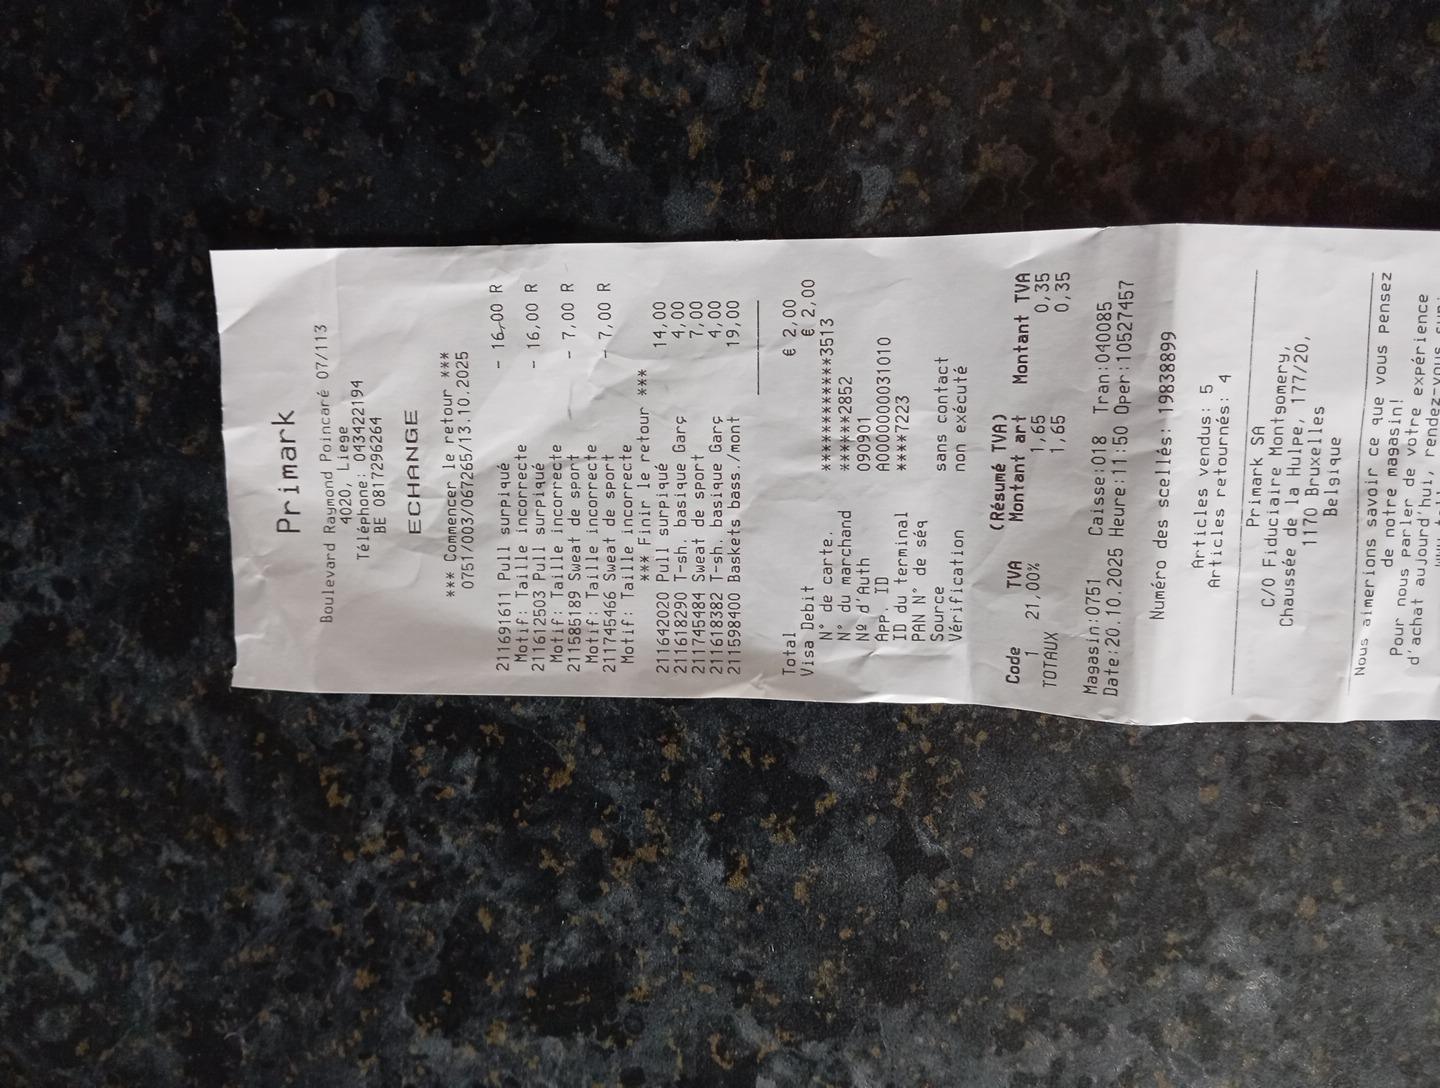 Primark
Boulevard Raymond Poincaré 07/113
4020, Liege
Téléphone: 043422194
BE 0817296264
ECHANGE
*** Commencer le retour ***
0751/003/067265/13.10.2025
211691611 Pull surpiqué - 16,00 R
Motif: Taille incorrecte
211612503 Pull surpiqué - 16,00 R
Motif: Taille incorrecte
211585189 Sweat de sport - 7,00 R
Motif: Taille incorrecte
211745466 Sweat de sport - 7,00 R
Motif: Taille incorrecte
*** Finir le retour ***
211642020 Pull surpiqué 14,00
211618290 T-sh. basique Garç 4,00
211745484 Sweat de sport 7,00
211618382 T-sh. basique Garç 4,00
211598400 Baskets bass./mont 19,00
Total € 2,00
Visa Debit € 2,00
N° de carte. ************3513
N° du marchand ******2852
Nº d'Auth 090901
App. ID A0000000031010
ID du terminal ****7223
PAN N° de séq
Source sans contact
Vérification non exécuté
(Résumé TVA)
Code TVA Montant art Montant TVA
1 21,00% 1,65 0,35
TOTAUX 1,65 0,35
Magasin:0751 Caisse:018 Tran:040085
Date:20.10.2025 Heure:11:50 Oper:10527457
Numéro des scellés: 19838899
Articles vendus: 5
Articles retournés: 4
Primark SA
C/O Fiduciaire Montgomery,
Chaussée de la Hulpe, 177/20,
1170 Bruxelles
Belgique
Nous aimerions savoir ce que vous Pensez
de notre magasin!
Pour nous parler de votre expérience
d'achat aujourd'hui, rendez-vous sur: